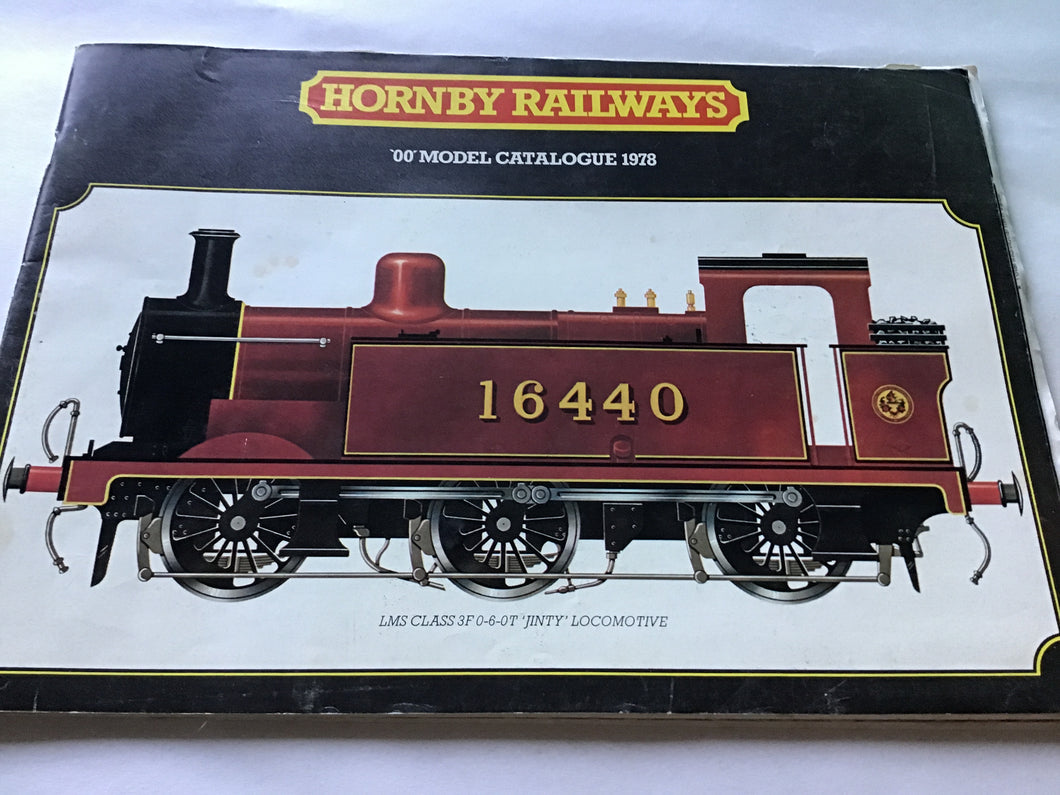 HORNBY RAILWAYS
'00' MODEL CATALOGUE 1978
16440
LMS CLASS 3F 0-6-0T 'JINTY' LOCOMOTIVE